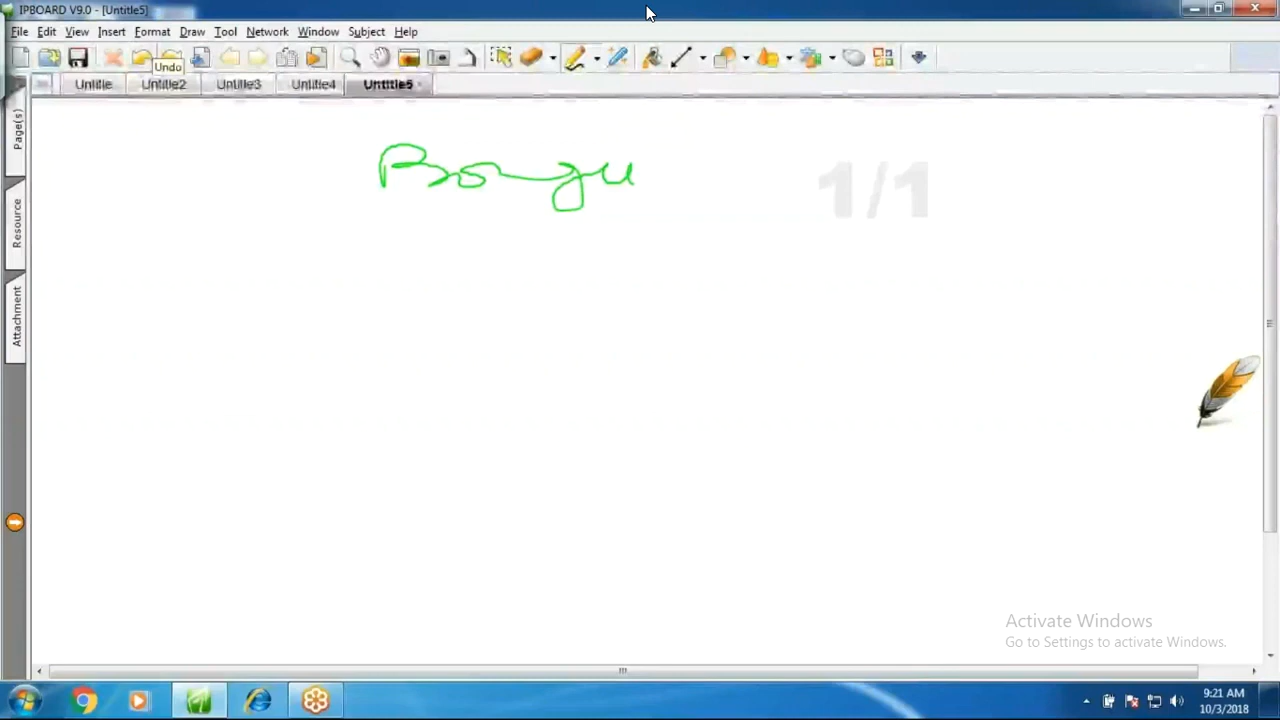 IPBOARD V9.0 - [Untitle5]
File Edit View Insert Format Draw Tool Network Window Subject Help
Undo
Untitle Untitle2 Untitle3 Untitle4 Untitle5
Page(s)
Resource
Attachment
1/1
Activate Windows
Go to Settings to activate Windows.
9:21 AM
10/3/2018